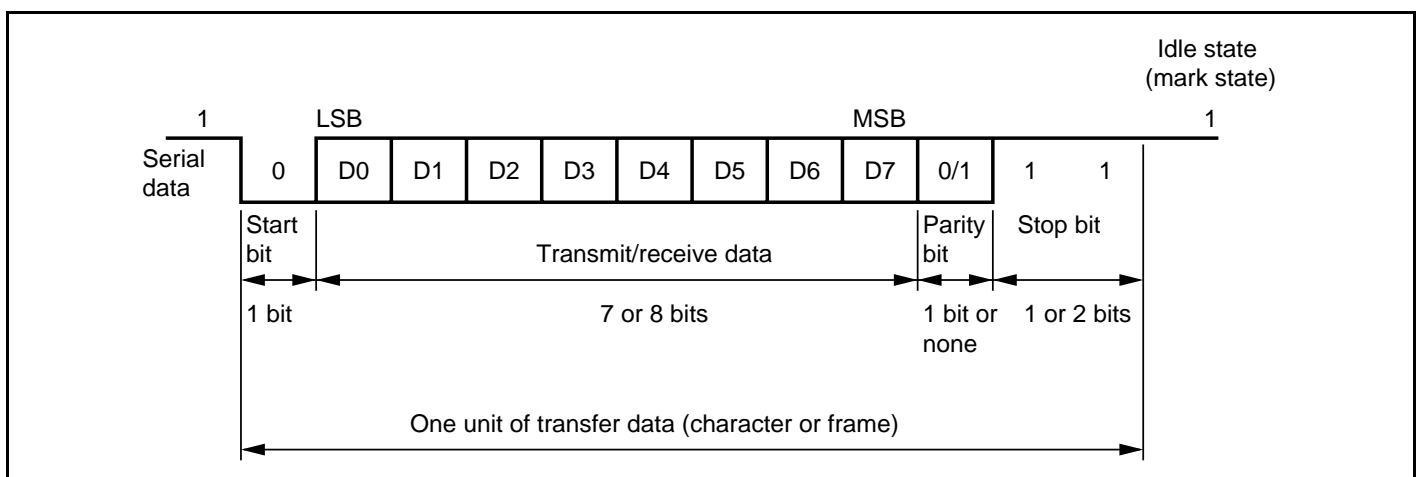 Idle state
(mark state)
1 LSB MSB 1
Serial
data
0 D0 D1 D2 D3 D4 D5 D6 D7 0/1 1 1
Start
bit
Transmit/receive data
Parity
bit
Stop bit
1 bit 7 or 8 bits 1 bit or
none
1 or 2 bits
One unit of transfer data (character or frame)